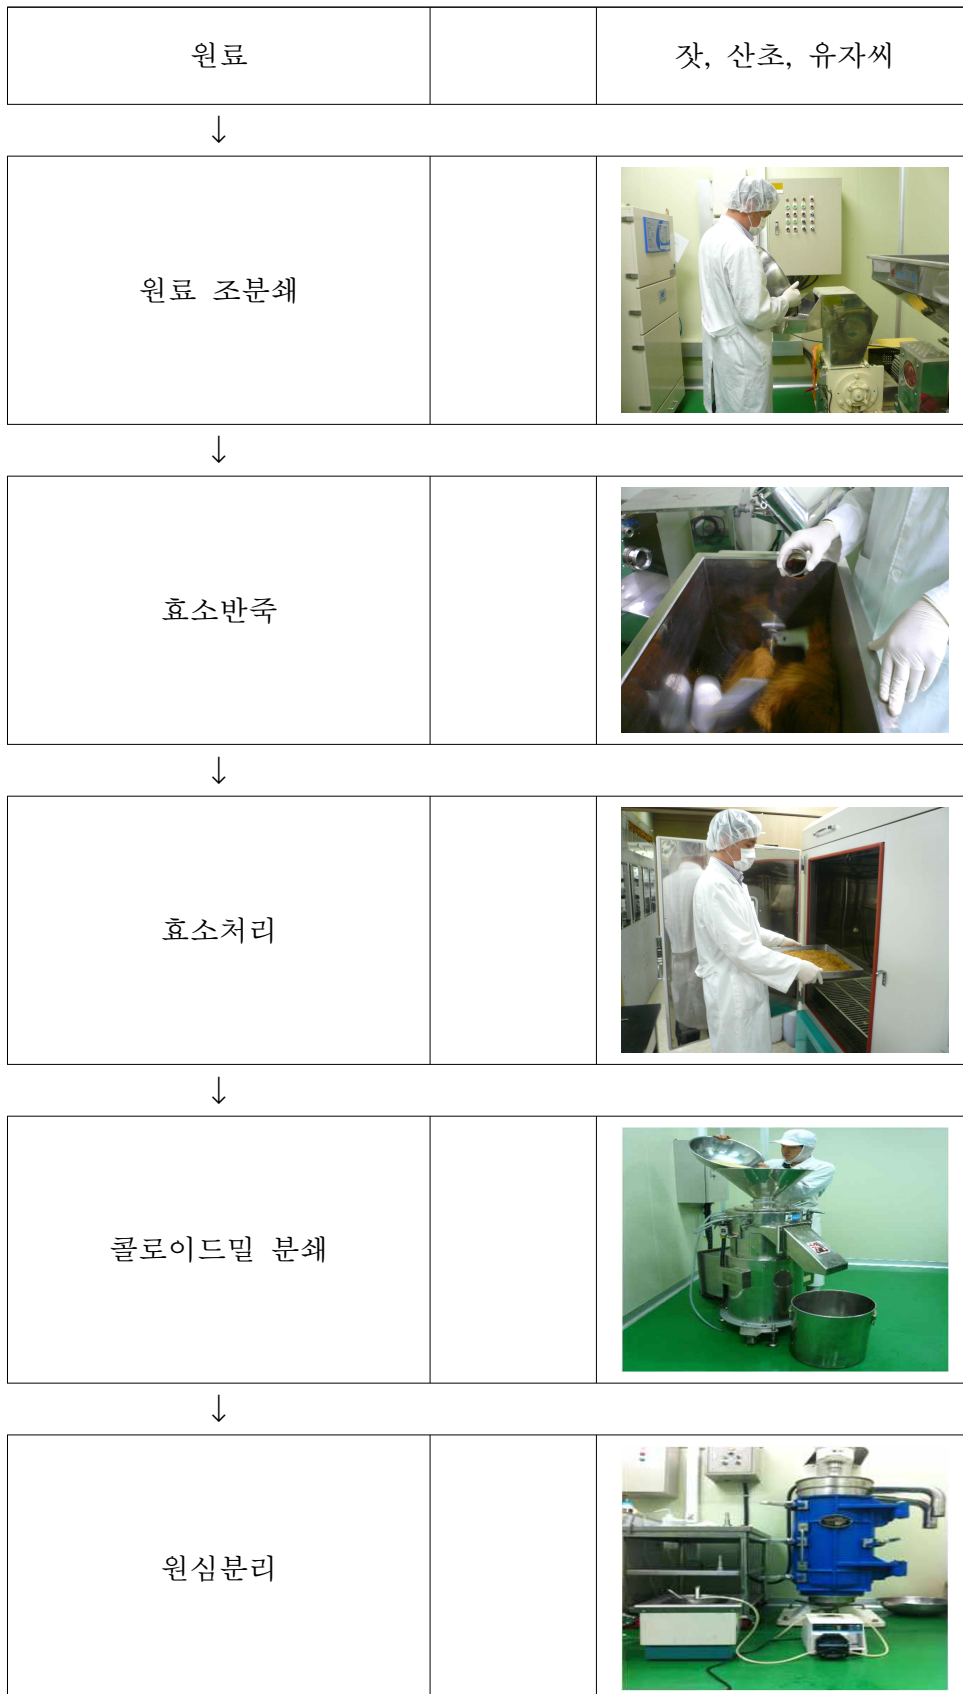 원료
잣, 산초, 유자씨
↓
원료 조분쇄
↓
효소반죽
↓
효소처리
↓
콜로이드밀 분쇄
↓
원심분리